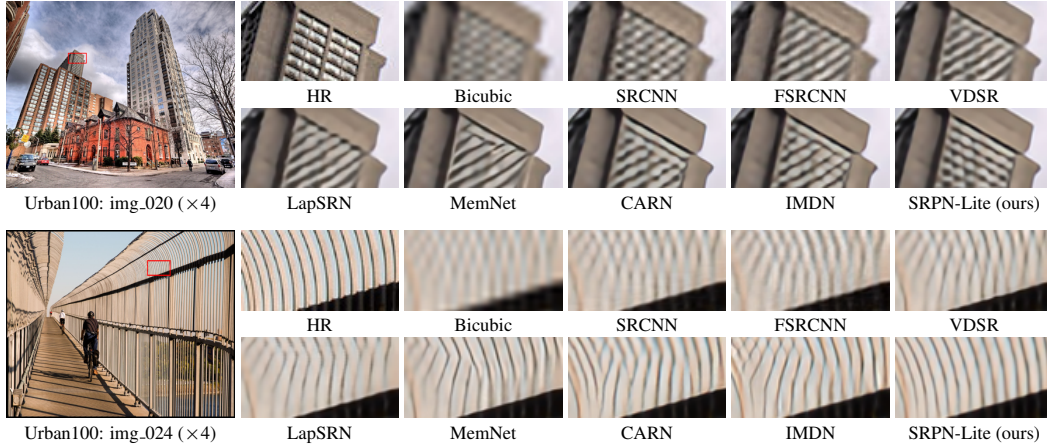 HR Bicubic SRCNN FSRCNN VDSR
Urban100: img_020 (×4) LapSRN MemNet CARN IMDN SRPN-Lite (ours)
HR Bicubic SRCNN FSRCNN VDSR
Urban100: img_024 (×4) LapSRN MemNet CARN IMDN SRPN-Lite (ours)